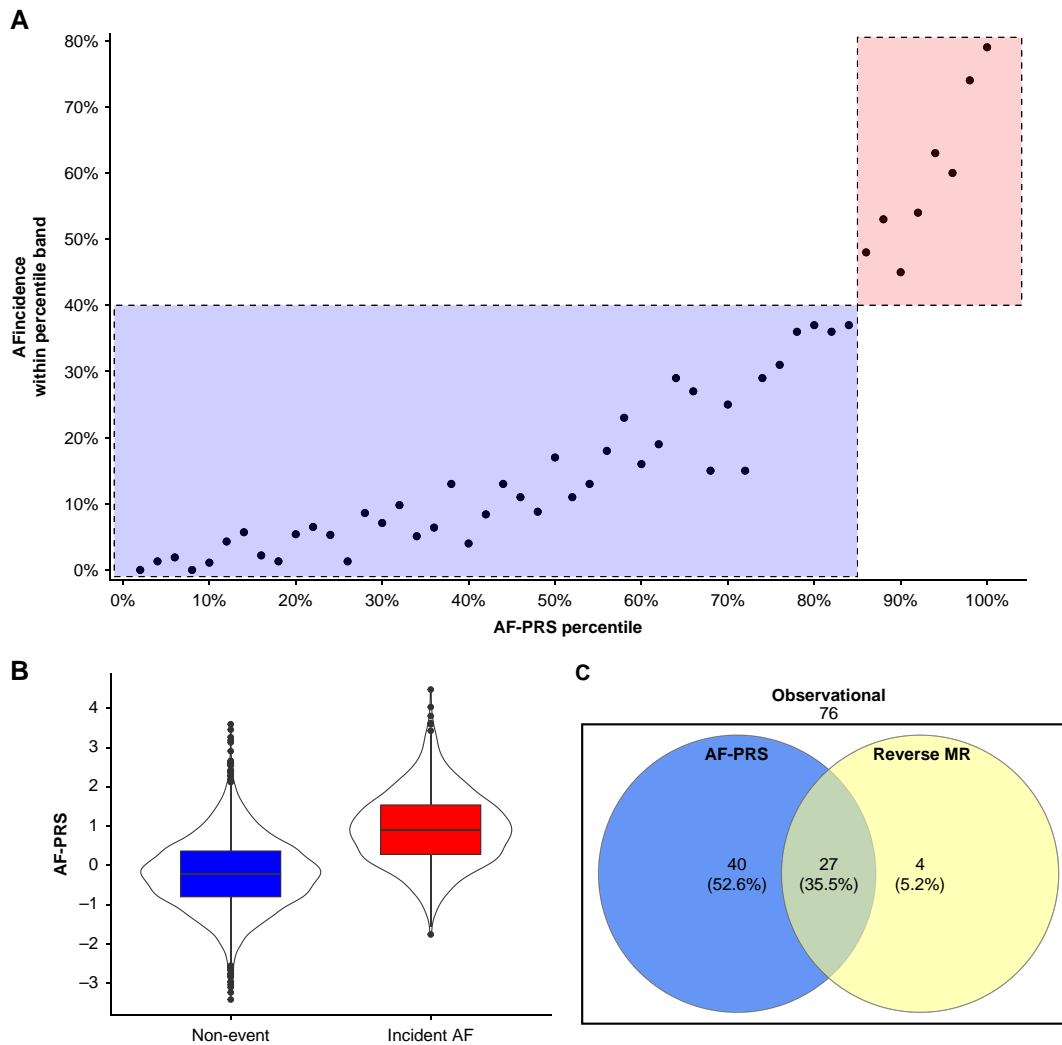 A
80%
70%
60%
50%
40%
30%
20%
10%
0%
AFincidence
within percentile band
0%
10%
20%
30%
40%
50%
60%
70%
80%
90%
100%
AF-PRS percentile
B
4
3
2
1
0
–1
–2
–3
AF-PRS
Non-event
Incident AF
C
Observational
76
AF-PRS
Reverse MR
40
(52.6%)
27
(35.5%)
4
(5.2%)